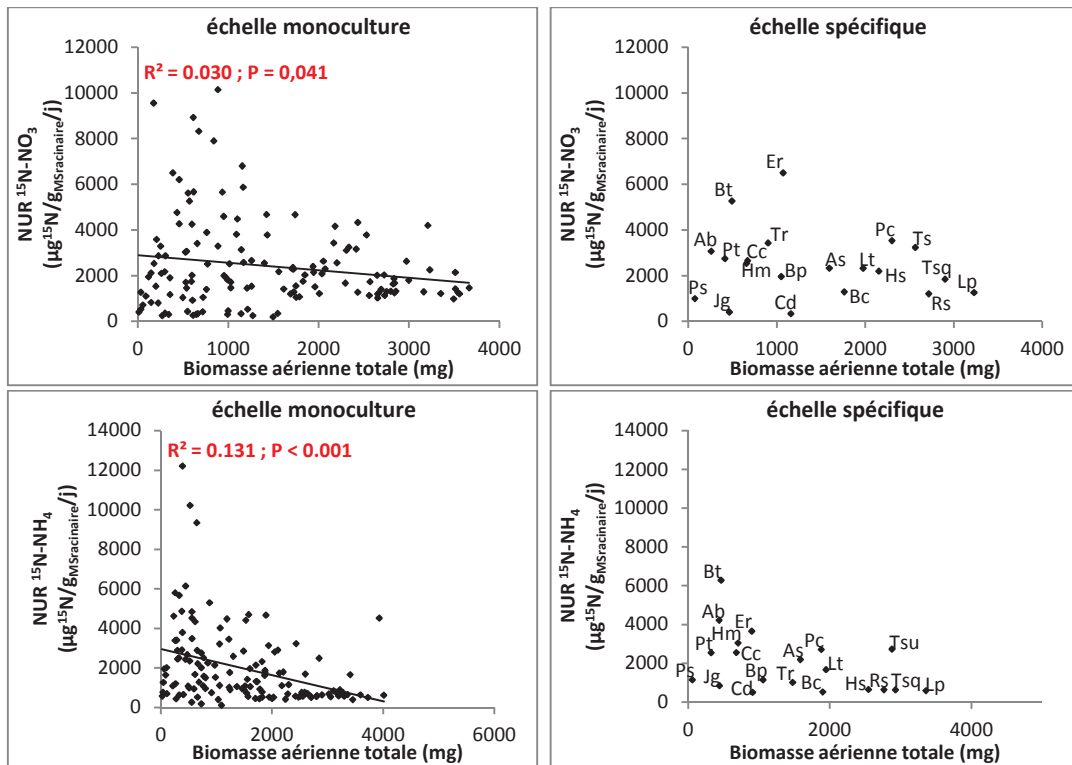 échelle monoculture
R² = 0.030 ; P = 0,041
NUR ¹⁵N-NO₃
(µg¹⁵N/gMSracinaire/j)
12000
10000
8000
6000
4000
2000
0
0 1000 2000 3000 4000
Biomasse aérienne totale (mg)
échelle spécifique
NUR ¹⁵N-NO₃
(µg¹⁵N/gMSracinaire/j)
12000
10000
8000
6000
4000
2000
0
Er
Bt
Ab Pt Cc Tr Pc Ts
Hm Bp As Lt Hs Tsq
Ps Jg Cd Bc Rs Lp
0 1000 2000 3000 4000
Biomasse aérienne totale (mg)
échelle monoculture
R² = 0.131 ; P < 0.001
NUR ¹⁵N-NH₄
(µg¹⁵N/gMSracinaire/j)
14000
12000
10000
8000
6000
4000
2000
0
0 2000 4000 6000
Biomasse aérienne totale (mg)
échelle spécifique
NUR ¹⁵N-NH₄
(µg¹⁵N/gMSracinaire/j)
14000
12000
10000
8000
6000
4000
2000
0
Bt
Ab
Hm Er
Pt Cc As Pc Tsu
Ps Jg Cd Bp Tr Bc Lt Hs Rs Tsq Lp
0 1000 2000 3000 4000
Biomasse aérienne totale (mg)